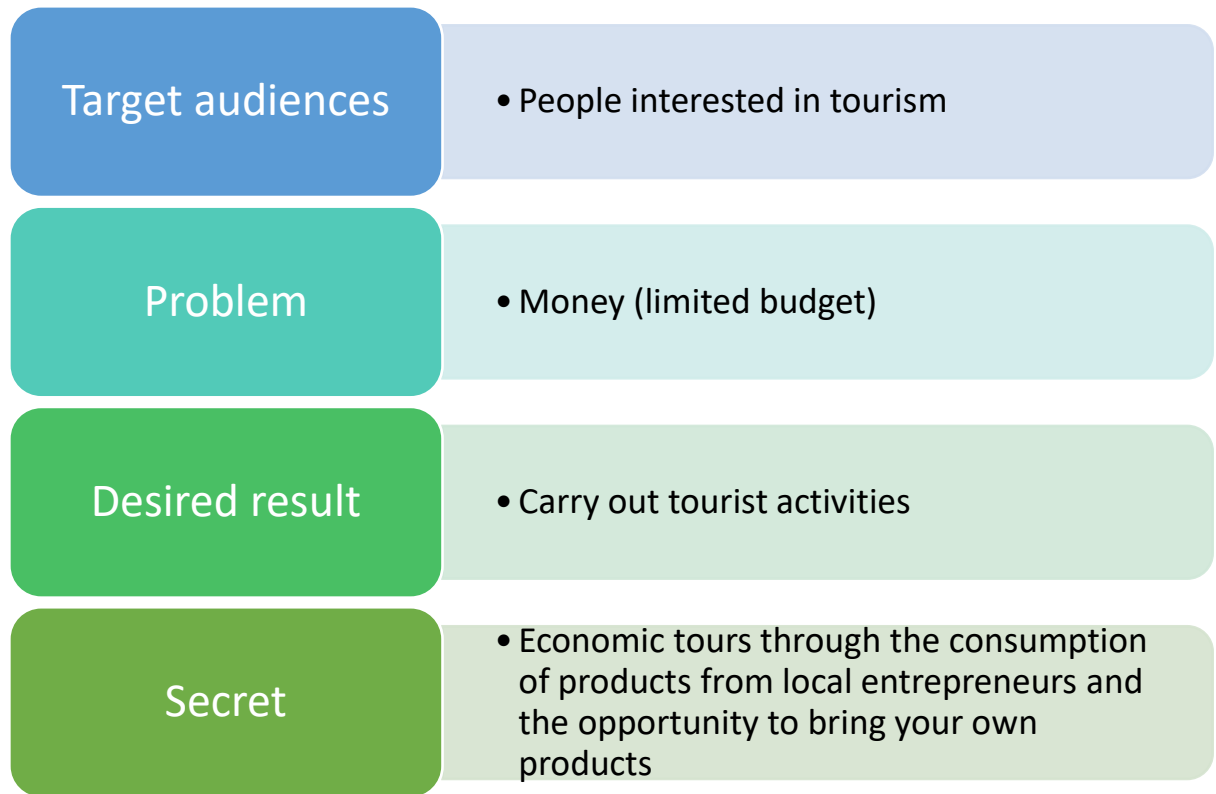 Target audiences
• People interested in tourism
Problem
• Money (limited budget)
Desired result
• Carry out tourist activities
Secret
• Economic tours through the consumption
of products from local entrepreneurs and
the opportunity to bring your own
products